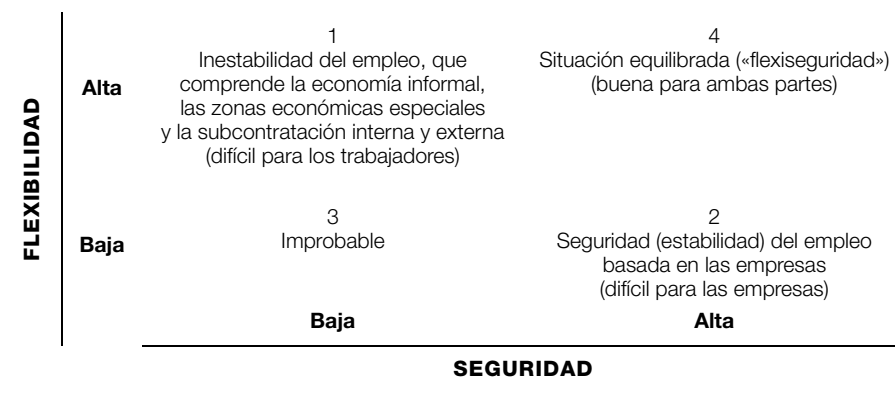 FLEXIBILIDAD
Alta
1
Inestabilidad del empleo, que
comprende la economía informal,
las zonas económicas especiales
y la subcontratación interna y externa
(difícil para los trabajadores)
4
Situación equilibrada («flexiseguridad»)
(buena para ambas partes)
Baja
3
Improbable
2
Seguridad (estabilidad) del empleo
basada en las empresas
(difícil para las empresas)
Baja
Alta
SEGURIDAD